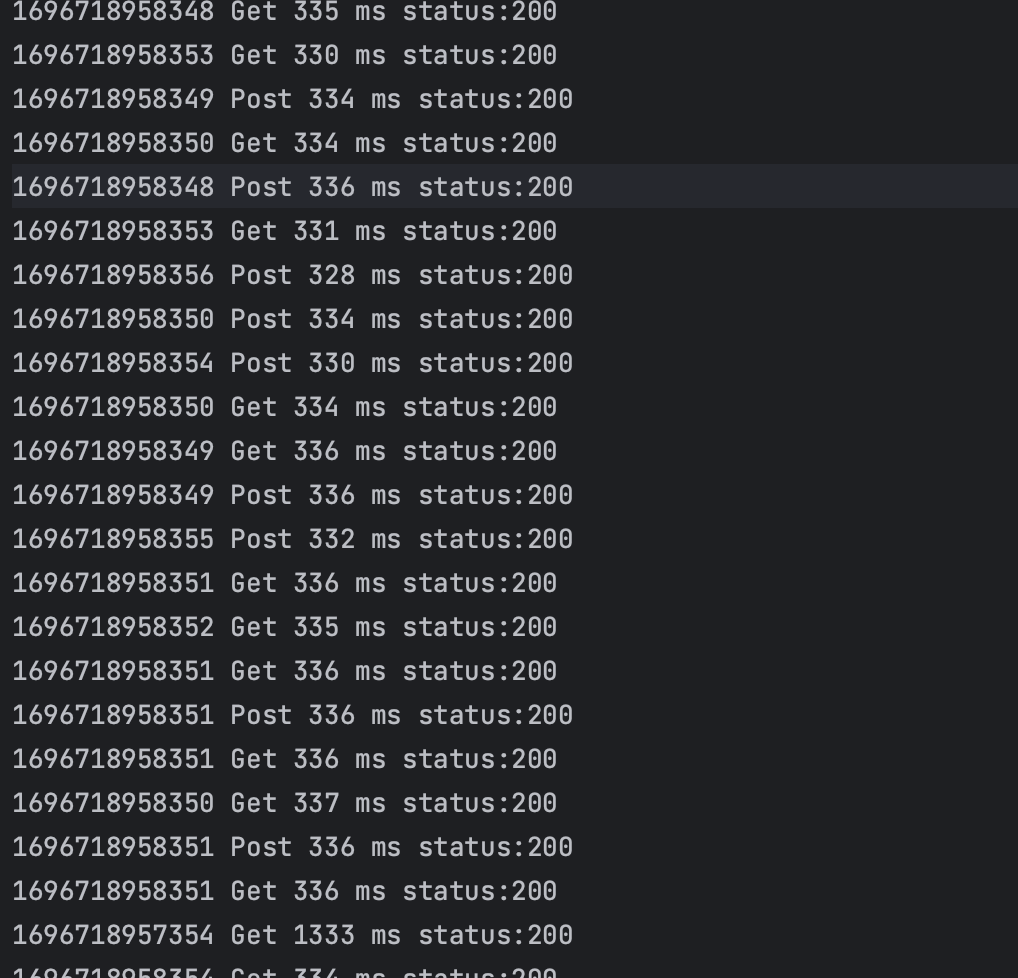 1696718958348 Get 335 ms status:200
1696718958353 Get 330 ms status:200
1696718958349 Post 334 ms status:200
1696718958350 Get 334 ms status:200
1696718958348 Post 336 ms status:200
1696718958353 Get 331 ms status:200
1696718958356 Post 328 ms status:200
1696718958350 Post 334 ms status:200
1696718958354 Post 330 ms status:200
1696718958350 Get 334 ms status:200
1696718958349 Get 336 ms status:200
1696718958349 Post 336 ms status:200
1696718958355 Post 332 ms status:200
1696718958351 Get 336 ms status:200
1696718958352 Get 335 ms status:200
1696718958351 Get 336 ms status:200
1696718958351 Post 336 ms status:200
1696718958351 Get 336 ms status:200
1696718958350 Get 337 ms status:200
1696718958351 Post 336 ms status:200
1696718958351 Get 336 ms status:200
1696718957354 Get 1333 ms status:200
1696718958354 Get 334 ms status:200